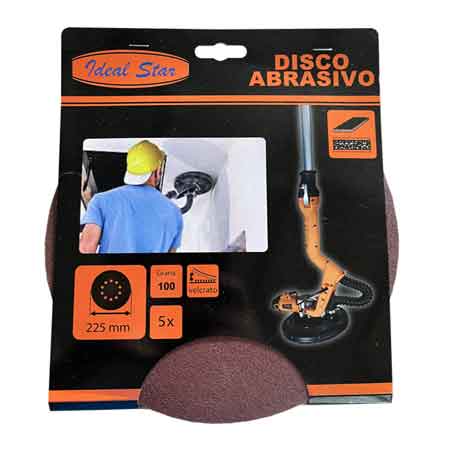 Ideal Star
DISCO
ABRASIVO
225 mm
Grana
100
velcrato
5x